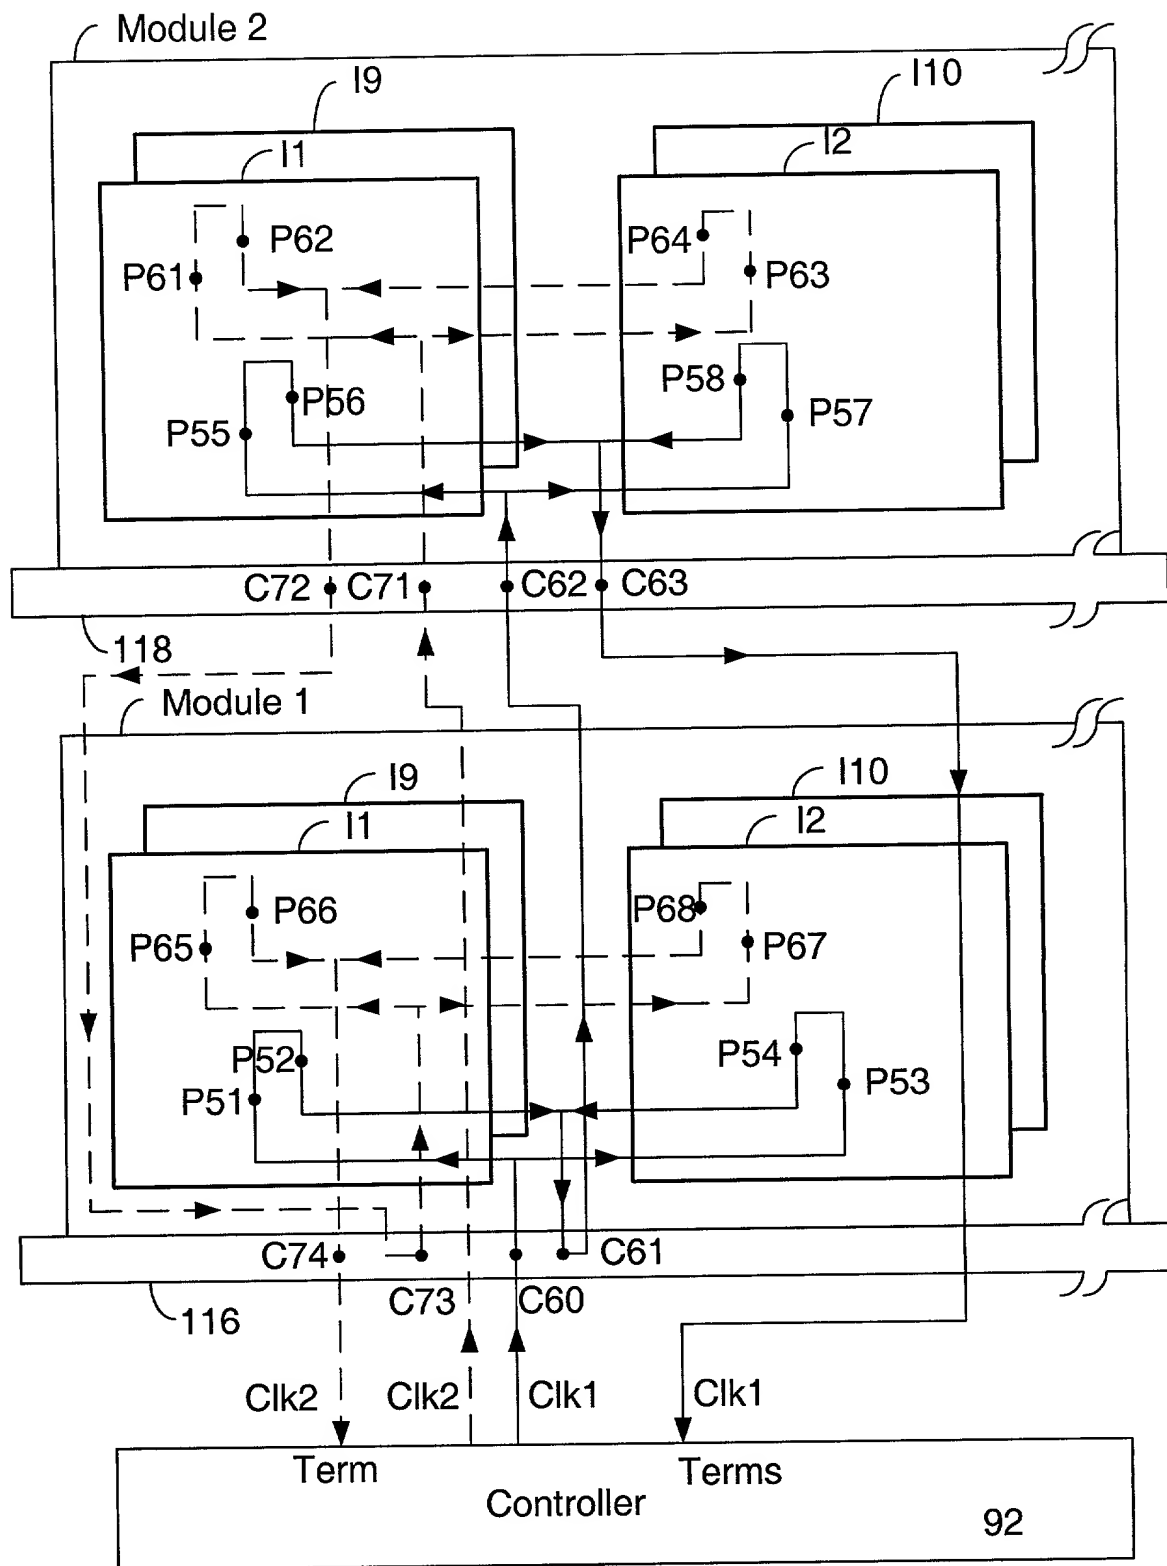 Module 2
I9
I10
I1
I2
P62
P64
P61
P63
P58
P56
P57
P55
C72
C71
C62
C63
118
Module 1
I9
I10
I1
I2
P66
P68
P65
P67
P52
P54
P51
P53
C74
C61
C73
C60
116
Clk2
Clk2
Clk1
Clk1
Term
Terms
Controller
92